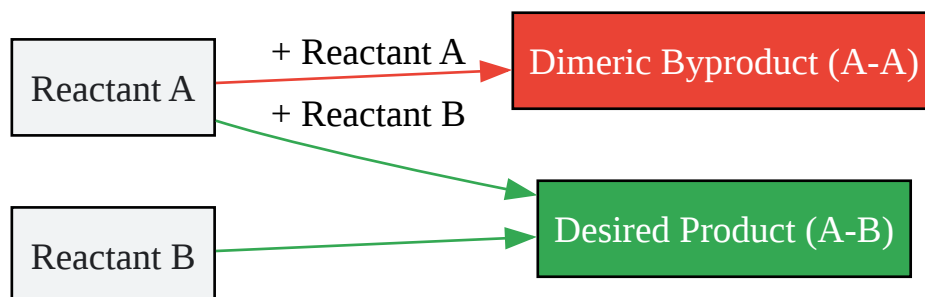 + Reactant A
Dimeric Byproduct (A-A)
Reactant A
+ Reactant B
Desired Product (A-B)
Reactant B